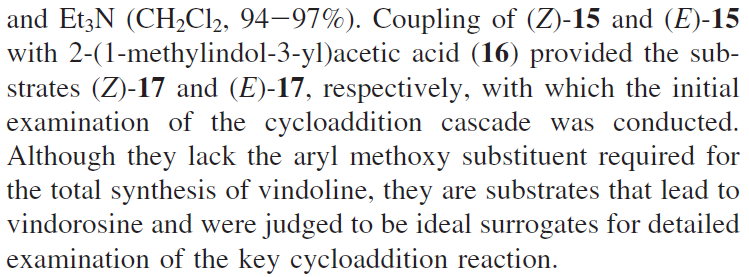 and Et₃N (CH₂Cl₂, 94−97%). Coupling of (Z)-15 and (E)-15
with 2-(1-methylindol-3-yl)acetic acid (16) provided the sub-
strates (Z)-17 and (E)-17, respectively, with which the initial
examination of the cycloaddition cascade was conducted.
Although they lack the aryl methoxy substituent required for
the total synthesis of vindoline, they are substrates that lead to
vindorosine and were judged to be ideal surrogates for detailed
examination of the key cycloaddition reaction.